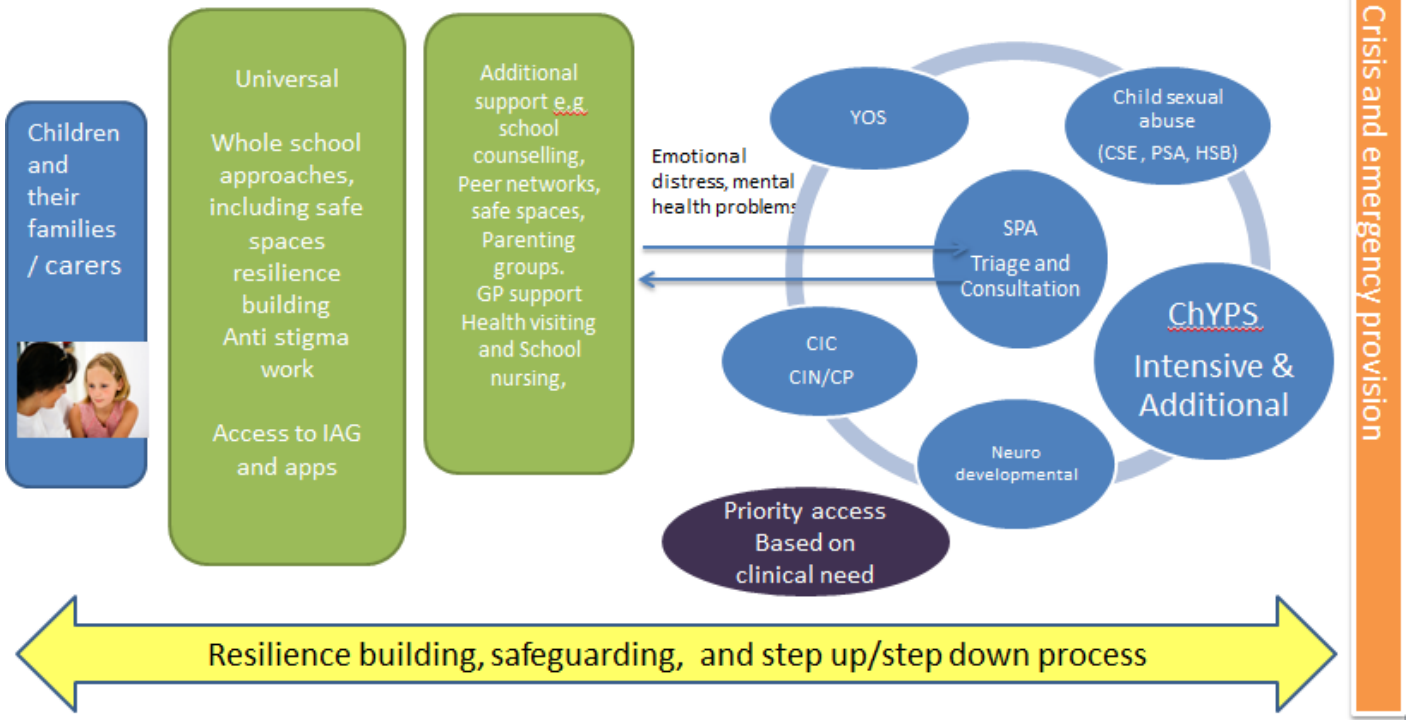 Children
and
their
families
/ carers
Universal
Whole school
approaches,
including safe
spaces
resilience
building
Anti stigma
work
Access to IAG
and apps
Additional
support e.g
school
counselling,
Peer networks,
safe spaces,
Parenting
groups.
GP support
Health visiting
and School
nursing,
Emotional
distress, mental
health problems
YOS
Child sexual
abuse
(CSE , PSA, HSB)
SPA
Triage and
Consultation
ChYPS
Intensive &
Additional
CIC
CIN/CP
Neuro
developmental
Priority access
Based on
clinical need
Crisis and emergency provision
Resilience building, safeguarding, and step up/step down process